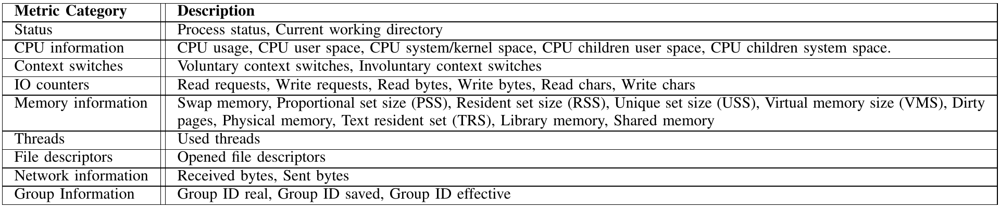 Metric Category Description
Status Process status, Current working directory
CPU information CPU usage, CPU user space, CPU system/kernel space, CPU children user space, CPU children system space.
Context switches Voluntary context switches, Involuntary context switches
IO counters Read requests, Write requests, Read bytes, Write bytes, Read chars, Write chars
Memory information Swap memory, Proportional set size (PSS), Resident set size (RSS), Unique set size (USS), Virtual memory size (VMS), Dirty
pages, Physical memory, Text resident set (TRS), Library memory, Shared memory
Threads Used threads
File descriptors Opened file descriptors
Network information Received bytes, Sent bytes
Group Information Group ID real, Group ID saved, Group ID effective